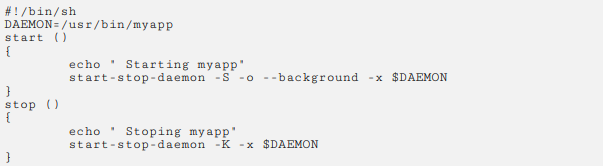 #!/bin/sh
DAEMON=/usr/bin/myapp
start ()
{
        echo " Starting myapp"
        start-stop-daemon -S -o --background -x $DAEMON
}
stop ()
{
        echo " Stoping myapp"
        start-stop-daemon -K -x $DAEMON
}